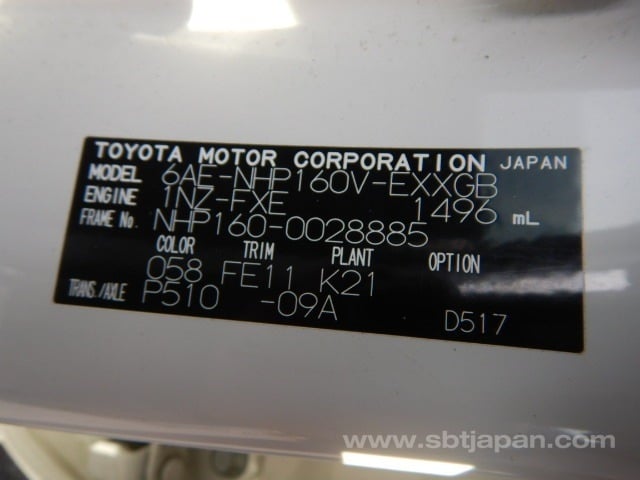 TOYOTA MOTOR CORPORATION JAPAN
MODEL 6AE-NHP160V-EXXGB
ENGINE 1NZ-FXE 1496 mL
FRAME No. NHP160-0028885
COLOR TRIM PLANT OPTION
058 FE11 K21
TRANS./AXLE P510 -09A D517
www.sbtjapan.com